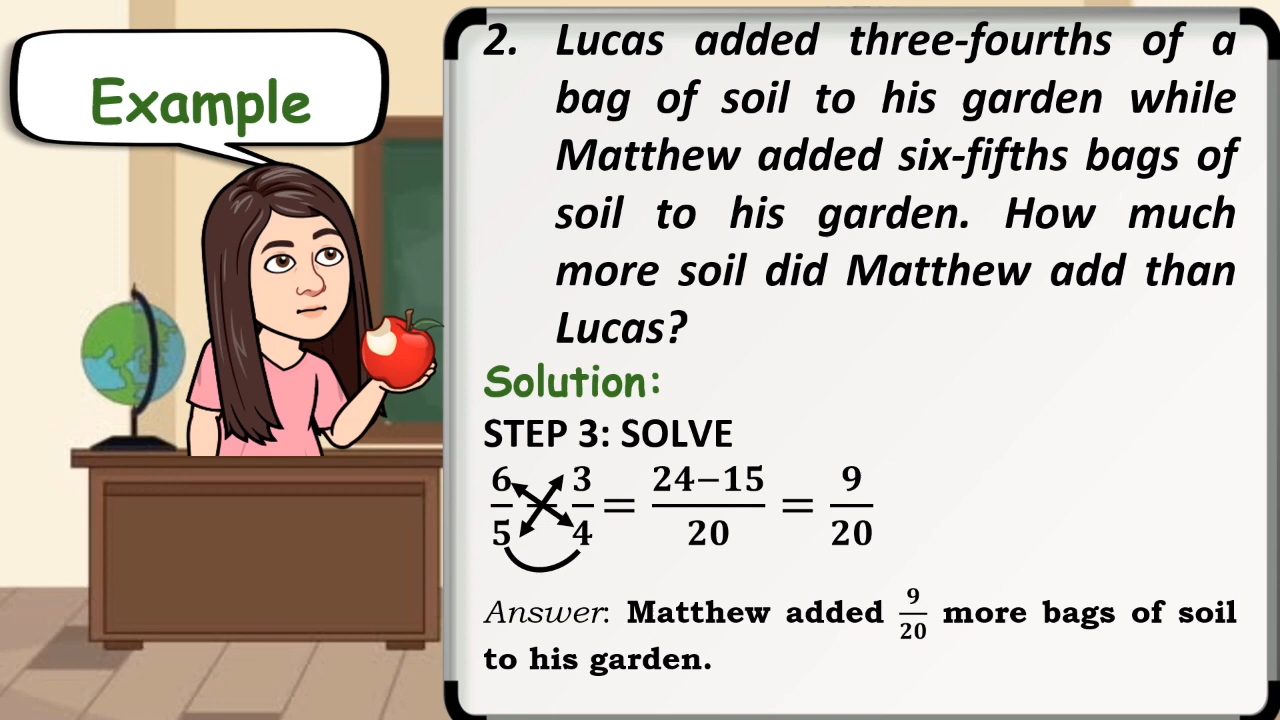 Example
2. Lucas added three-fourths of a
bag of soil to his garden while
Matthew added six-fifths bags of
soil to his garden. How much
more soil did Matthew add than
Lucas?
Solution:
STEP 3: SOLVE
6/5 − 3/4 = 24−15/20 = 9/20
Answer: Matthew added 9/20 more bags of soil
to his garden.